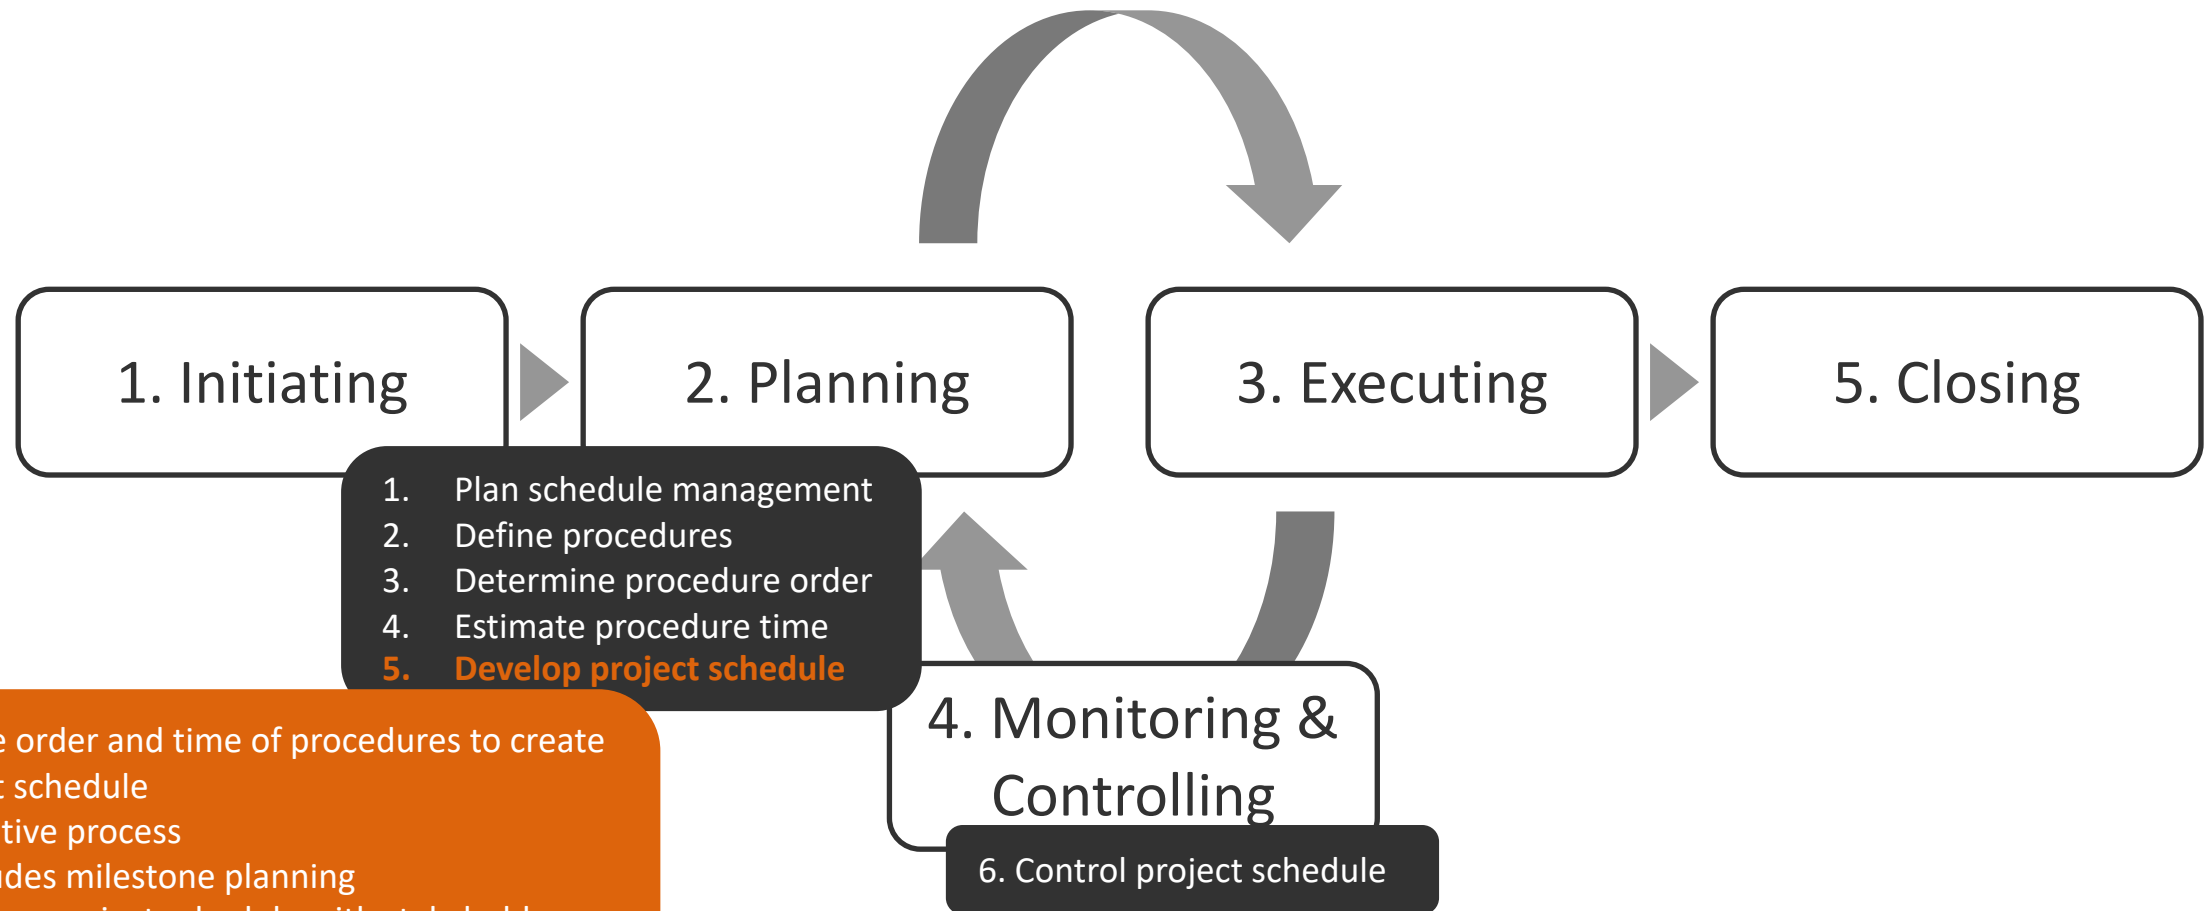 1. Initiating
2. Planning
3. Executing
5. Closing
1. Plan schedule management
2. Define procedures
3. Determine procedure order
4. Estimate procedure time
5. Develop project schedule
4. Monitoring &
Controlling
6. Control project schedule
order and time of procedures to create
schedule
process
milestone planning